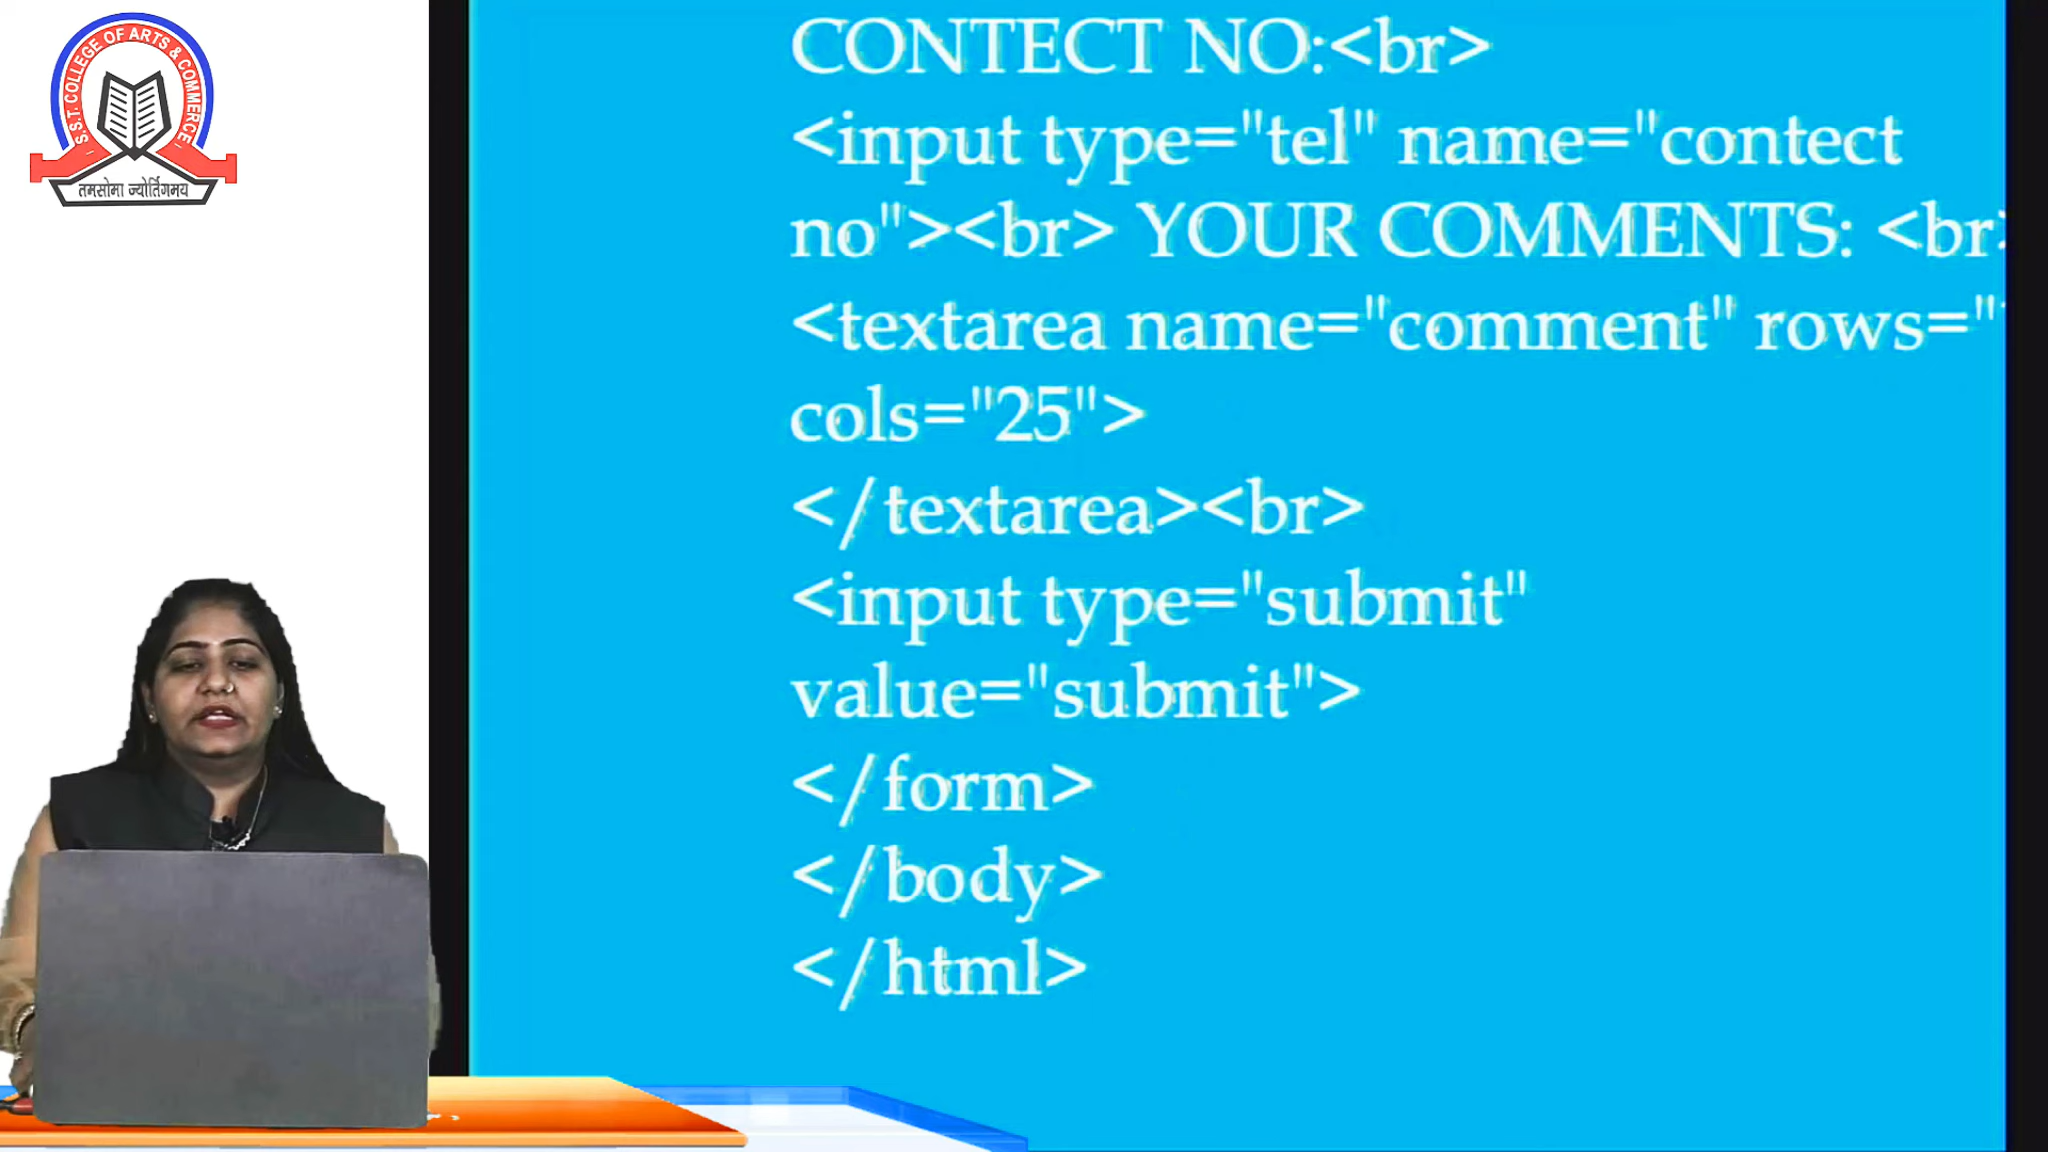 S.S.T. COLLEGE OF ARTS & COMMERCE
तमसोमा ज्योर्तिगमय
CONTECT NO:<br>
<input type="tel" name="contect
no"><br> YOUR COMMENTS: <br>
<textarea name="comment" rows="
cols="25">
</textarea><br>
<input type="submit"
value="submit">
</form>
</body>
</html>